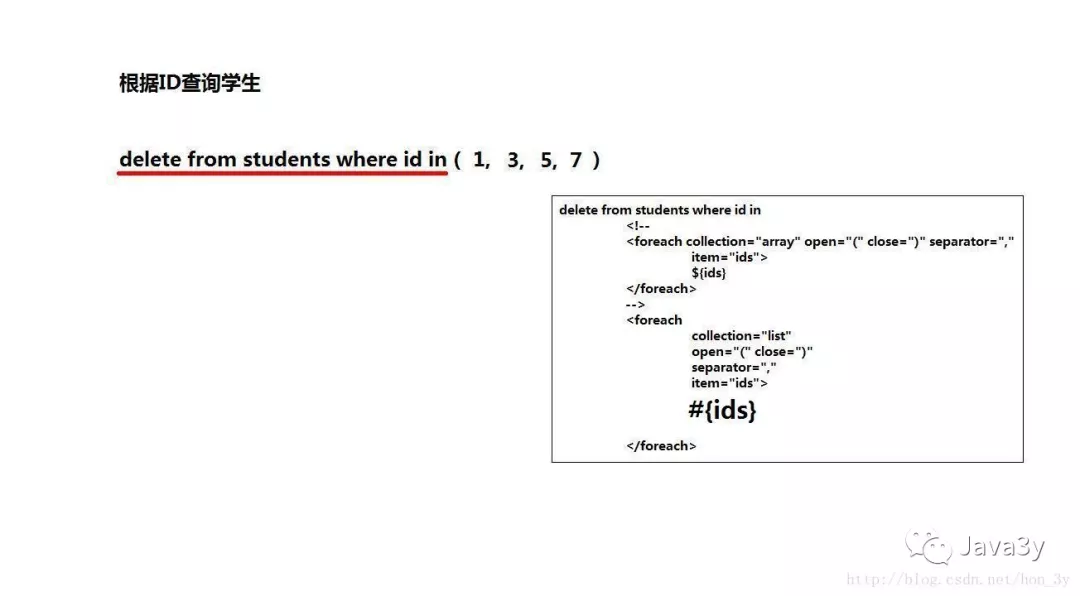 根据ID查询学生
delete from students where id in ( 1, 3, 5, 7 )
delete from students where id in
<!--
<foreach collection="array" open="(" close=")" separator=","
item="ids">
${ids}
</foreach>
-->
<foreach
collection="list"
open="(" close=")"
separator=","
item="ids">
#{ids}
</foreach>
Java3y
http://blog.csdn.net/hon_3y